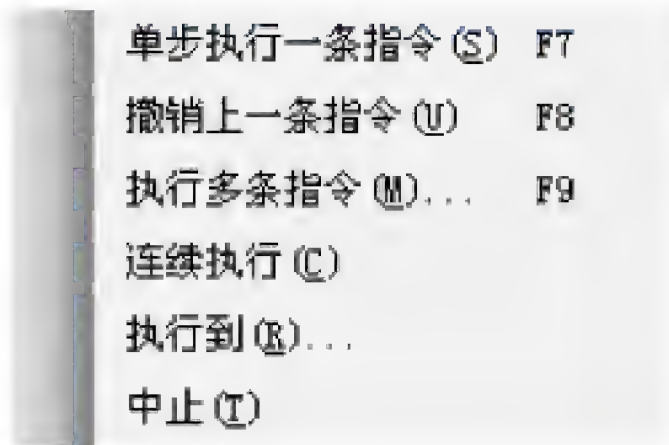 单步执行一条指令(S) F7
撤销上一条指令(U) F8
执行多条指令(M)... F9
连续执行(C)
执行到(R)...
中止(T)